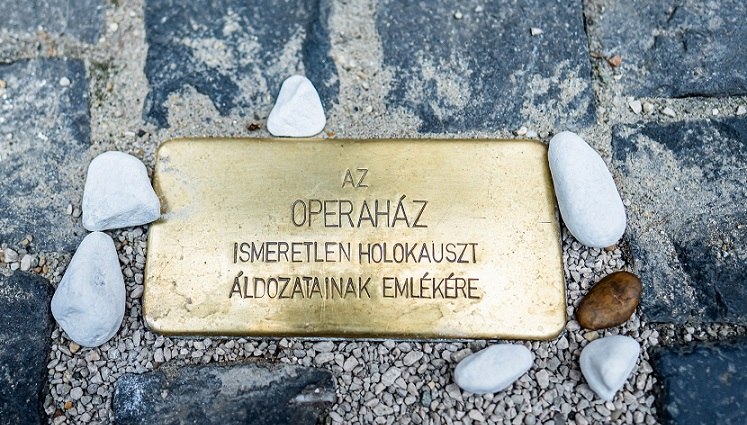 AZ
OPERAHÁZ
ISMERETLEN HOLOKAUSZT
ÁLDOZATAINAK EMLÉKÉRE